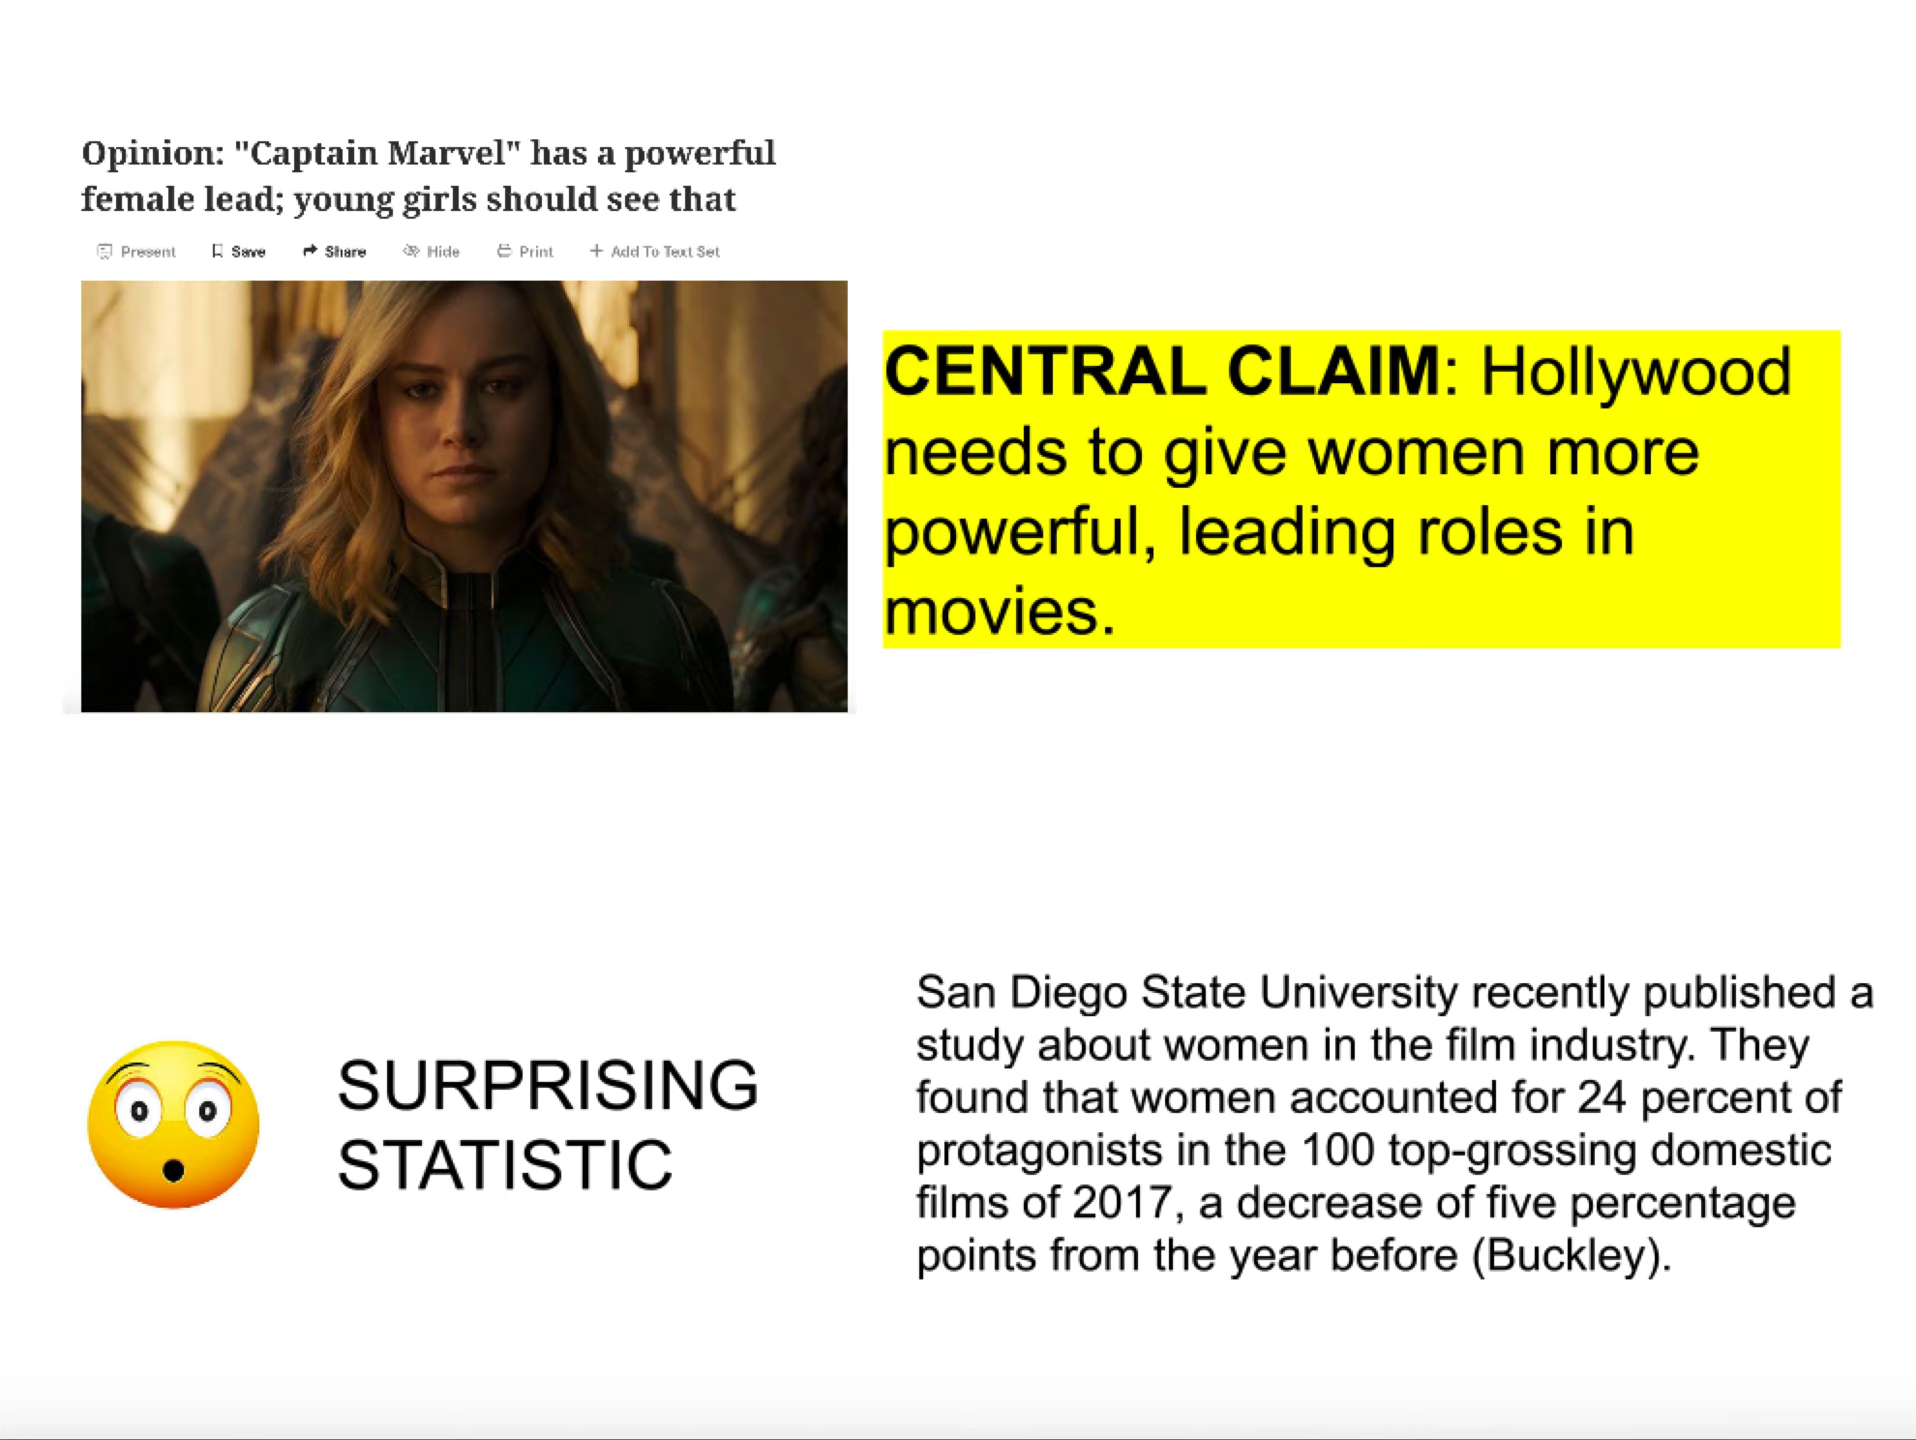 Opinion: "Captain Marvel" has a powerful
female lead; young girls should see that
Present Save Share Hide Print + Add To Text Set
CENTRAL CLAIM: Hollywood
needs to give women more
powerful, leading roles in
movies.
SURPRISING
STATISTIC
San Diego State University recently published a
study about women in the film industry. They
found that women accounted for 24 percent of
protagonists in the 100 top-grossing domestic
films of 2017, a decrease of five percentage
points from the year before (Buckley).